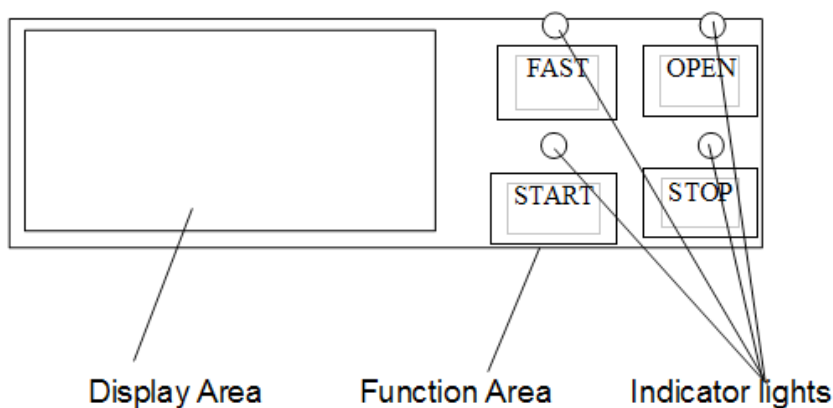 FAST OPEN
START STOP
Display Area Function Area Indicator lights